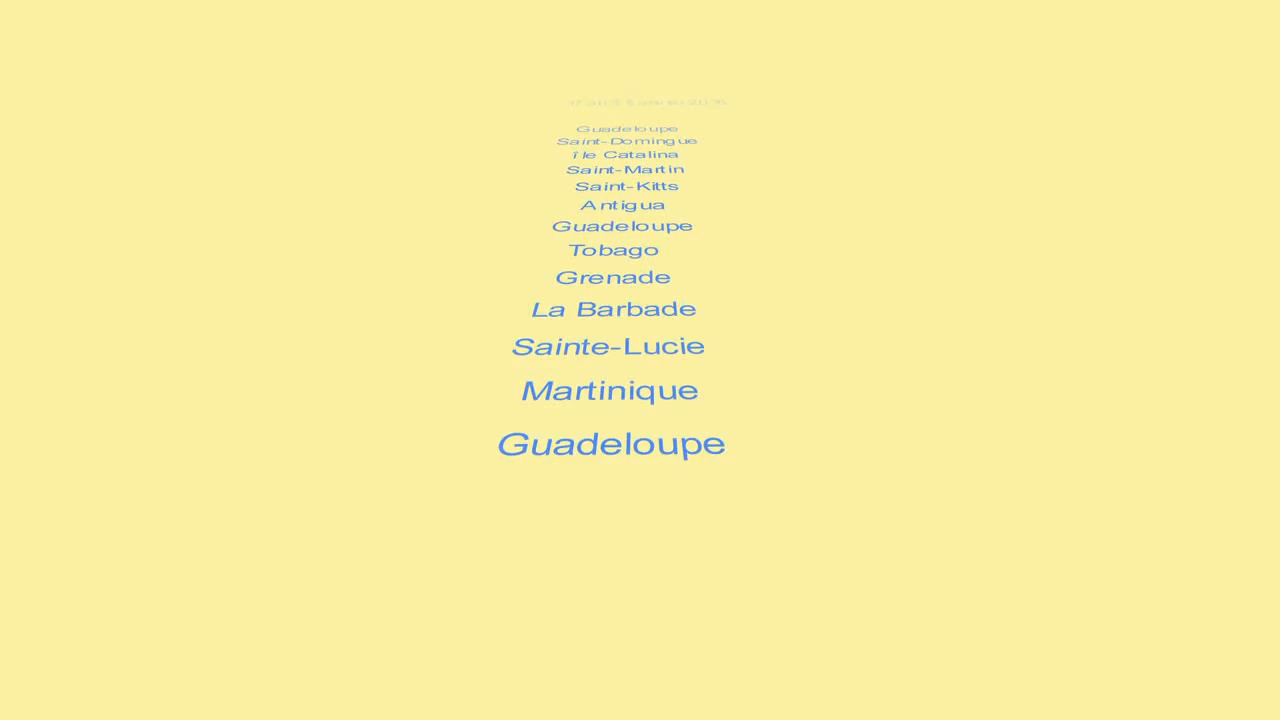 Guadeloupe
Saint-Domingue
île Catalina
Saint-Martin
Saint-Kitts
Antigua
Guadeloupe
Tobago
Grenade
La Barbade
Sainte-Lucie
Martinique
Guadeloupe